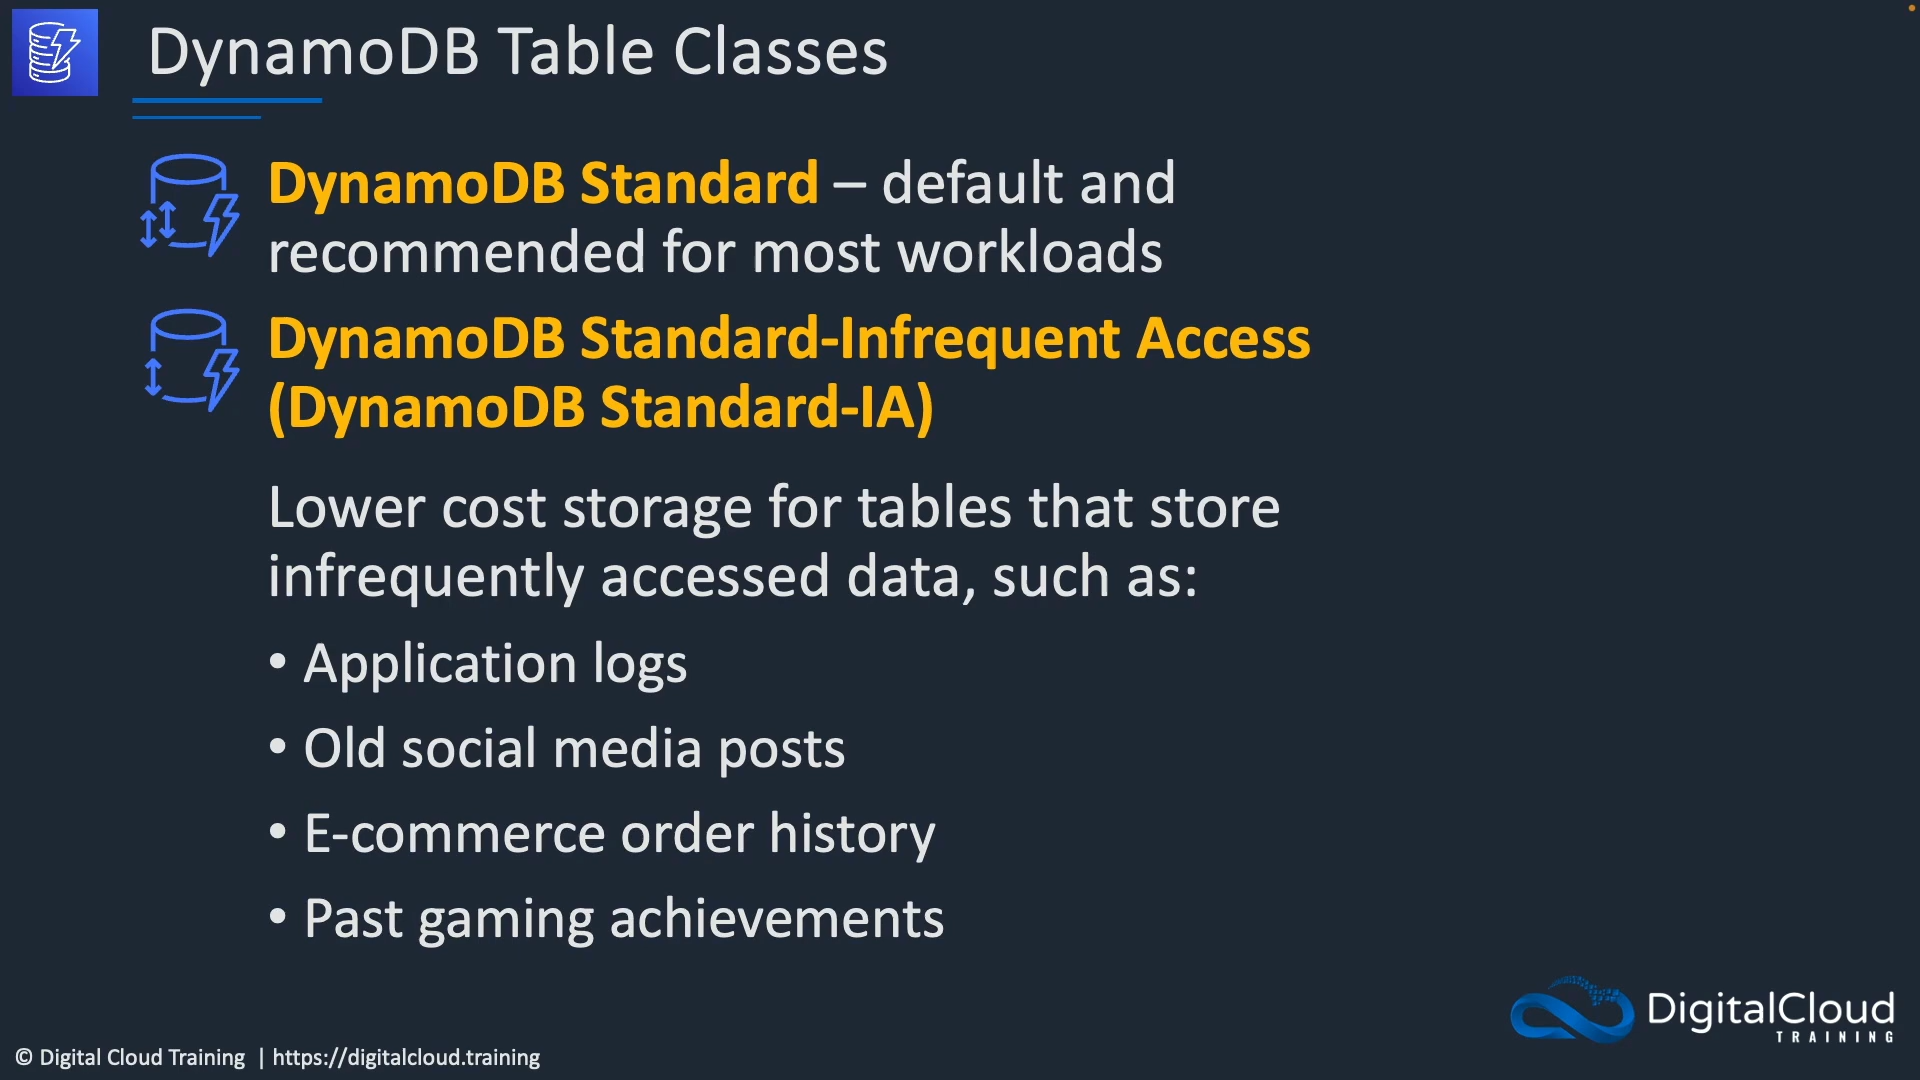 DynamoDB Table Classes
DynamoDB Standard – default and
recommended for most workloads
DynamoDB Standard-Infrequent Access
(DynamoDB Standard-IA)
Lower cost storage for tables that store
infrequently accessed data, such as:
• Application logs
• Old social media posts
• E-commerce order history
• Past gaming achievements
DigitalCloud
TRAINING
© Digital Cloud Training | https://digitalcloud.training